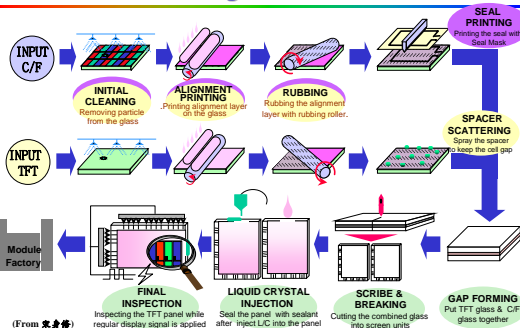 SEAL
PRINTING
Printing the seal with
Seal Mask
INPUT
C/F
INITIAL
CLEANING
Removing particle
from the glass
ALIGNMENT
PRINTING
.Printing alignment layer
on the glass
RUBBING
Rubbing the alignment
layer with rubbing roller.
SPACER
SCATTERING
Spray the spacer
to keep the cell gap
INPUT
TFT
Module
Factory
FINAL
INSPECTION
Inspecting the TFT panel while
regular display signal is applied
LIQUID CRYSTAL
INJECTION
Seal the panel with sealant
after inject L/C into the panel
SCRIBE &
BREAKING
Cutting the combined glass
into screen units
GAP FORMING
Put TFT glass & C/F
glass together
(From